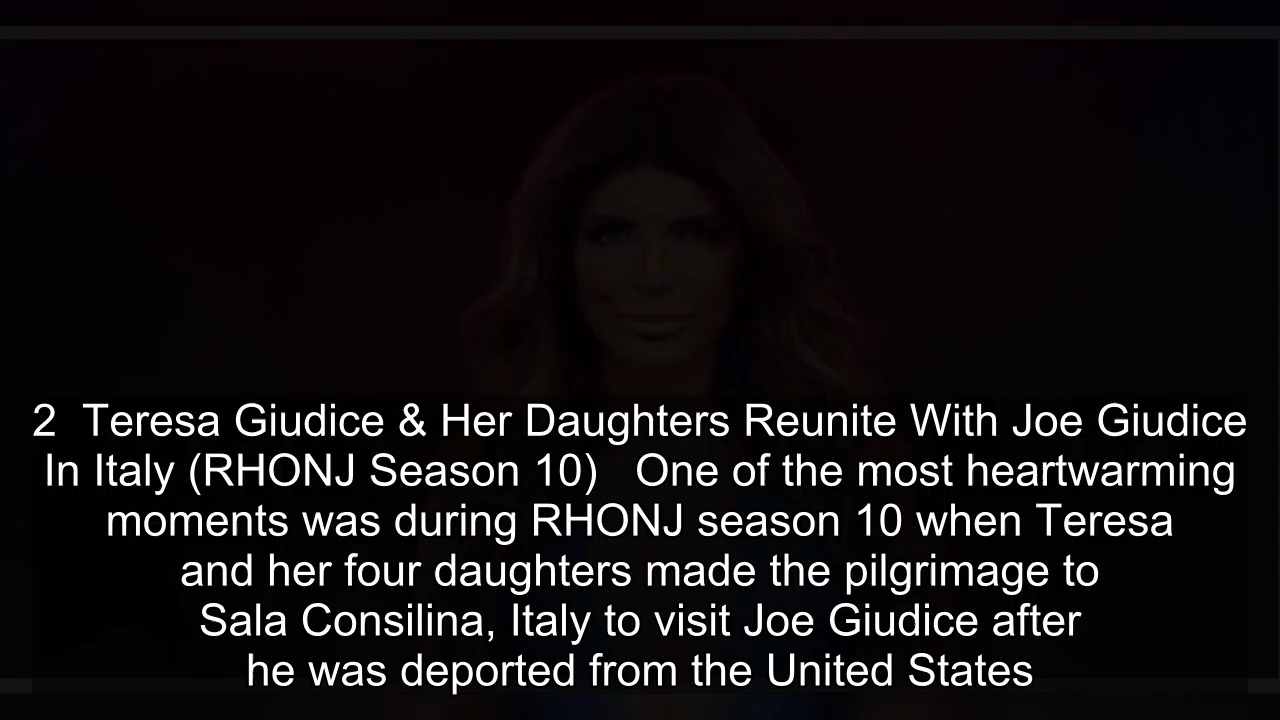 2  Teresa Giudice & Her Daughters Reunite With Joe Giudice
In Italy (RHONJ Season 10)   One of the most heartwarming
moments was during RHONJ season 10 when Teresa
and her four daughters made the pilgrimage to
Sala Consilina, Italy to visit Joe Giudice after
he was deported from the United States